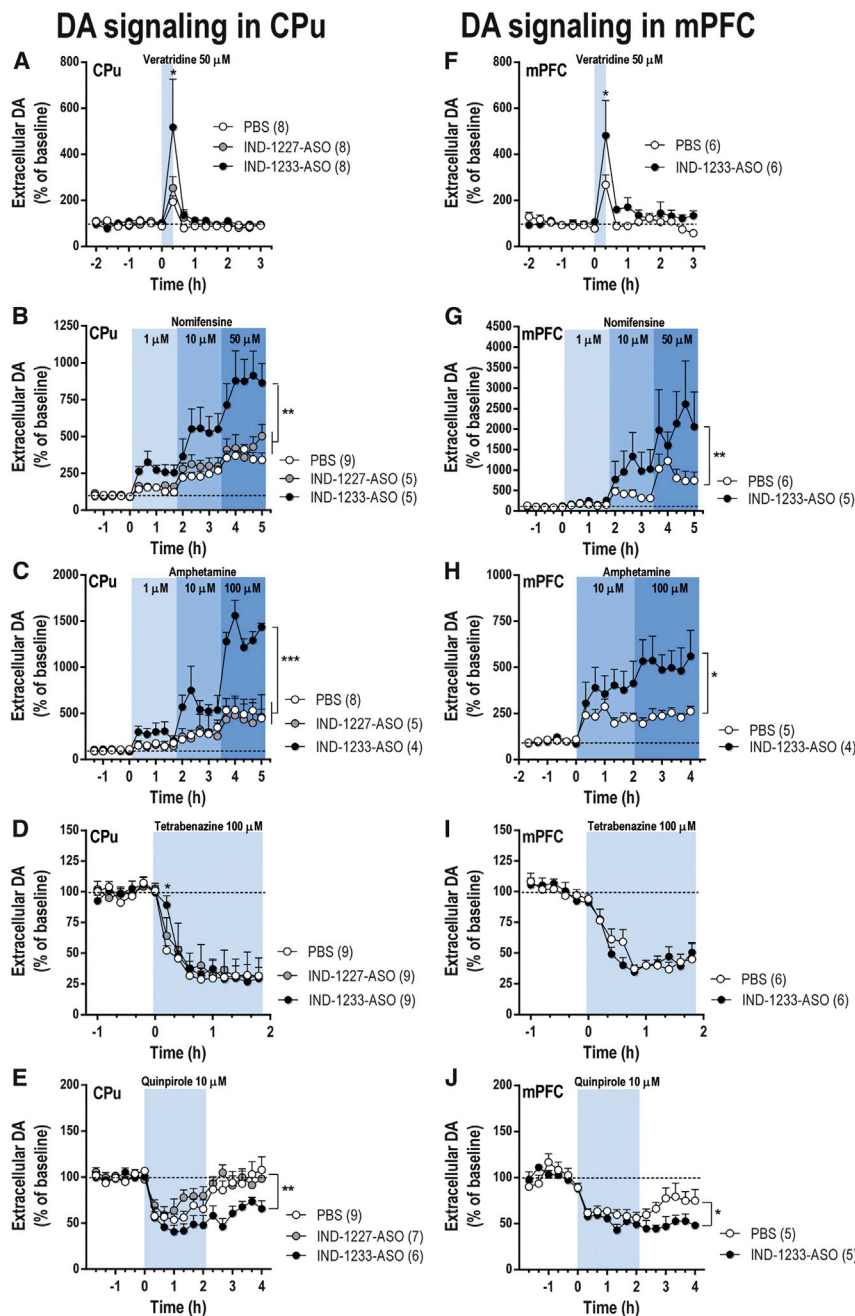 DA signaling in CPu
DA signaling in mPFC
A
CPu
Veratridine 50 μM
*
Extracellular DA
(% of baseline)
800
600
400
200
0
-2 -1 0 1 2 3
Time (h)
PBS (8)
IND-1227-ASO (8)
IND-1233-ASO (8)
F
mPFC
Veratridine 50 μM
*
Extracellular DA
(% of baseline)
800
600
400
200
0
-2 -1 0 1 2 3
Time (h)
PBS (6)
IND-1233-ASO (6)
B
CPu
Nomifensine
1 μM 10 μM 50 μM
Extracellular DA
(% of baseline)
1250
1000
750
500
250
0
-1 0 1 2 3 4 5
Time (h)
**
PBS (9)
IND-1227-ASO (5)
IND-1233-ASO (5)
G
mPFC
Nomifensine
1 μM 10 μM 50 μM
Extracellular DA
(% of baseline)
4500
4000
3500
3000
2500
2000
1500
1000
500
0
-1 0 1 2 3 4 5
Time (h)
**
PBS (6)
IND-1233-ASO (5)
C
CPu
Amphetamine
1 μM 10 μM 100 μM
Extracellular DA
(% of baseline)
2000
1500
1000
500
0
-1 0 1 2 3 4 5
Time (h)
***
PBS (8)
IND-1227-ASO (5)
IND-1233-ASO (4)
H
mPFC
Amphetamine
10 μM 100 μM
Extracellular DA
(% of baseline)
1000
750
500
250
0
-2 -1 0 1 2 3 4
Time (h)
*
PBS (5)
IND-1233-ASO (4)
D
CPu
Tetrabenazine 100 μM
*
Extracellular DA
(% of baseline)
150
125
100
75
50
25
0
-1 0 1 2
Time (h)
PBS (9)
IND-1227-ASO (9)
IND-1233-ASO (9)
I
mPFC
Tetrabenazine 100 μM
Extracellular DA
(% of baseline)
150
125
100
75
50
25
0
-1 0 1 2
Time (h)
PBS (6)
IND-1233-ASO (6)
E
CPu
Quinpirole 10 μM
Extracellular DA
(% of baseline)
200
150
100
50
0
-1 0 1 2 3 4
Time (h)
**
PBS (9)
IND-1227-ASO (7)
IND-1233-ASO (6)
J
mPFC
Quinpirole 10 μM
Extracellular DA
(% of baseline)
200
150
100
50
0
-1 0 1 2 3 4
Time (h)
*
PBS (5)
IND-1233-ASO (5)